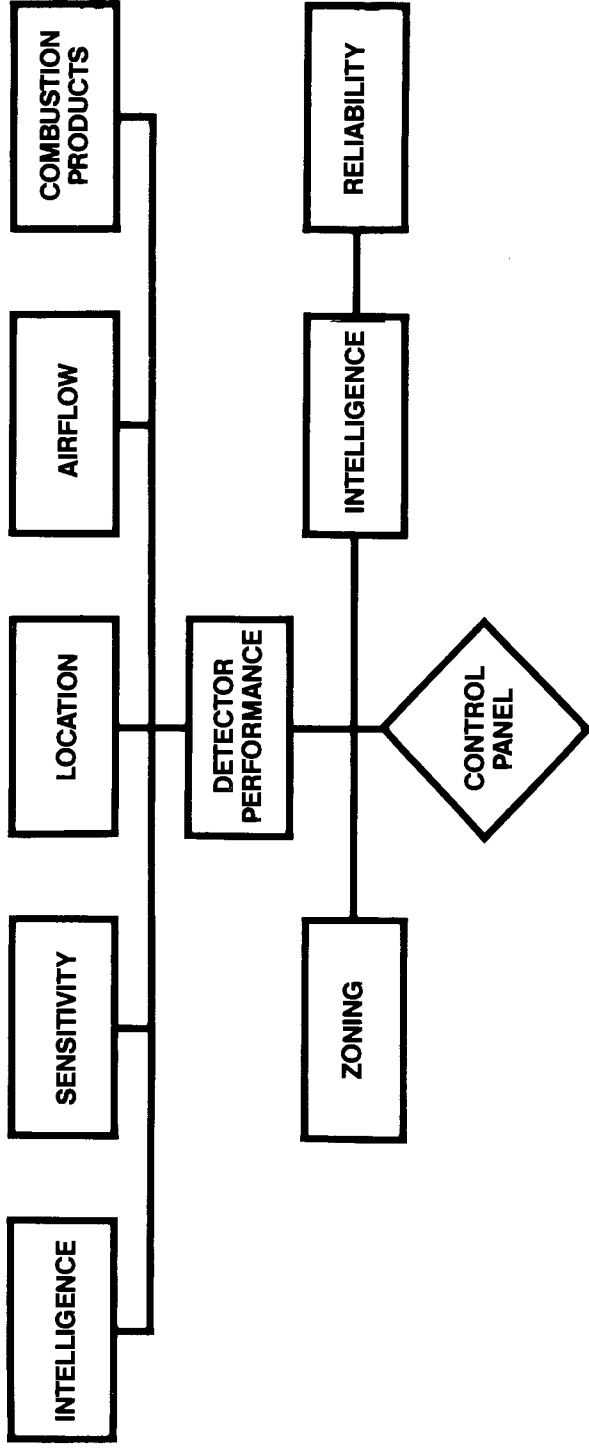 INTELLIGENCE
SENSITIVITY
LOCATION
AIRFLOW
COMBUSTION
PRODUCTS
DETECTOR
PERFORMANCE
ZONING
INTELLIGENCE
RELIABILITY
CONTROL
PANEL